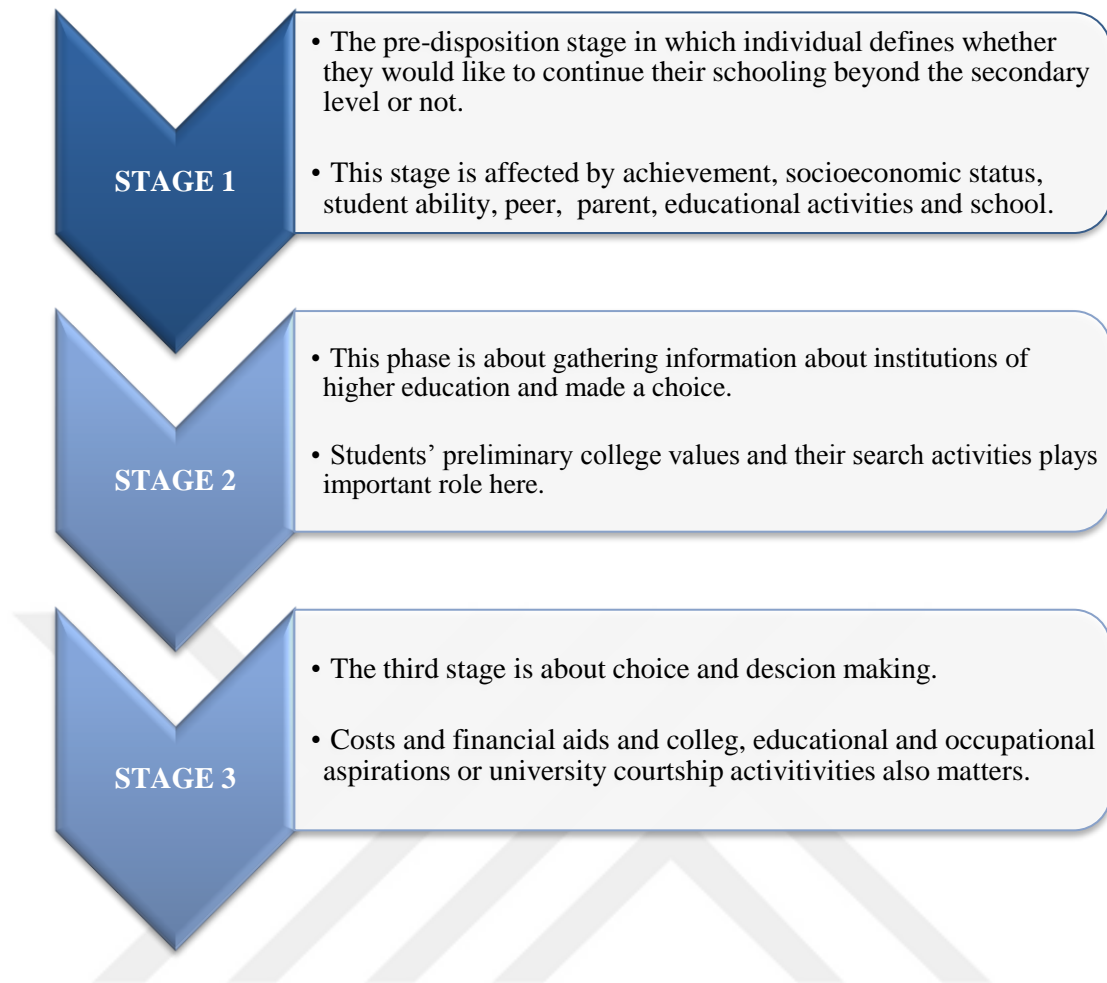 STAGE 1
• The pre-disposition stage in which individual defines whether
they would like to continue their schooling beyond the secondary
level or not.
• This stage is affected by achievement, socioeconomic status,
student ability, peer, parent, educational activities and school.
STAGE 2
• This phase is about gathering information about institutions of
higher education and made a choice.
• Students’ preliminary college values and their search activities plays
important role here.
STAGE 3
• The third stage is about choice and descion making.
• Costs and financial aids and colleg, educational and occupational
aspirations or university courtship activitivities also matters.